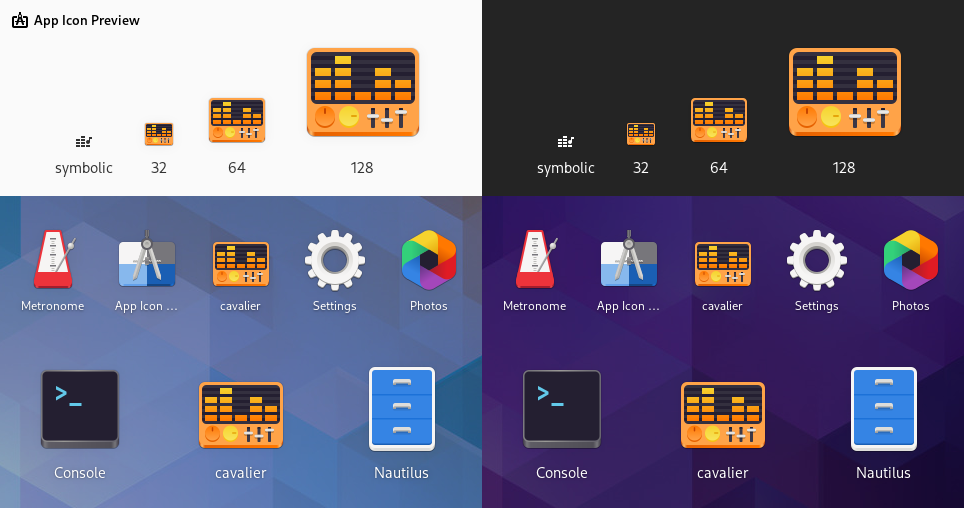 App Icon Preview
symbolic 32 64 128
symbolic 32 64 128
Metronome App Icon … cavalier Settings Photos
Metronome App Icon … cavalier Settings Photos
>_
>_
Console cavalier Nautilus
Console cavalier Nautilus